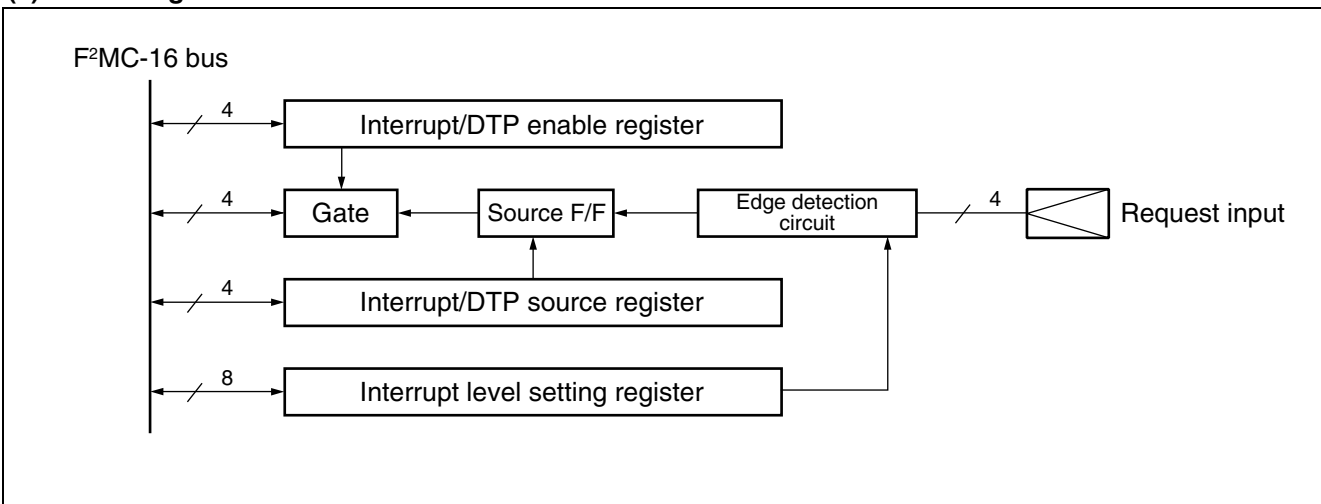 F²MC-16 bus
4
Interrupt/DTP enable register
4
Gate
Source F/F
Edge detection
circuit
4
Request input
4
Interrupt/DTP source register
8
Interrupt level setting register